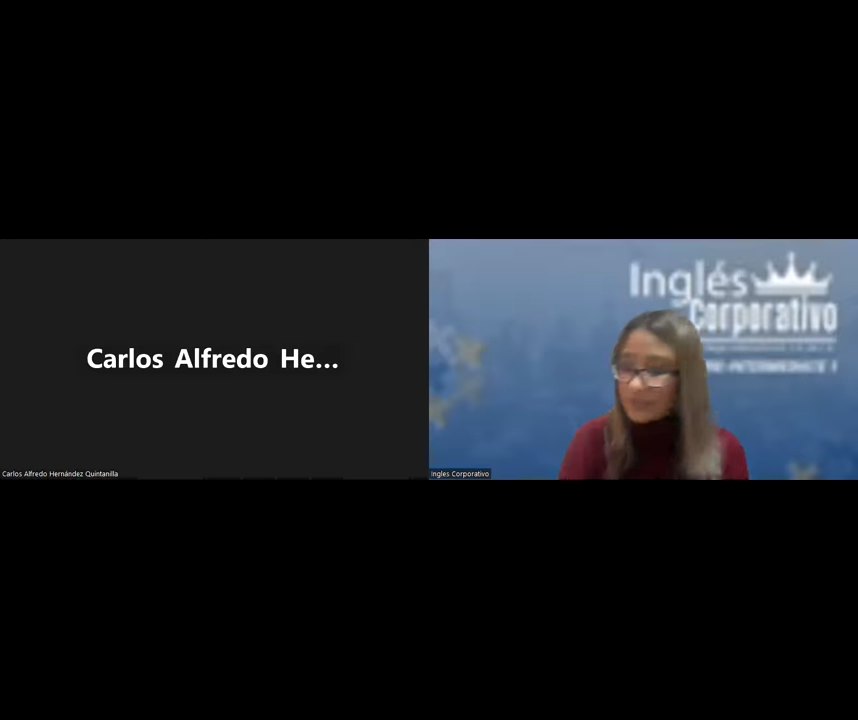 Carlos Alfredo He...
Carlos Alfredo Hernández Quintanilla
Inglés
Corporativo
Ingles Corporativo